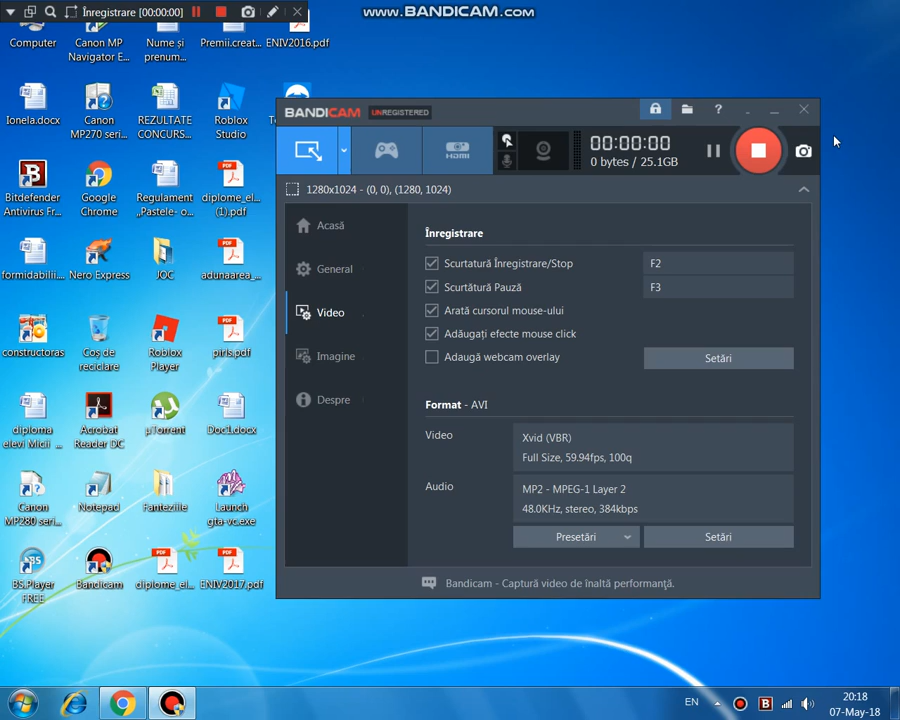 Înregistrare [00:00:00]
www.BANDICAM.com
Computer
Canon MP
Navigator E...
Nume și
prenum...
Premii.creat...
ENIV2016.pdf
Ionela.docx
Canon
MP270 seri...
REZULTATE
CONCURS...
Roblox
Studio
Bitdefender
Antivirus Fr...
Google
Chrome
Regulament
„Pastele- o...
diplome_el...
(1).pdf
formidabilii....
Nero Express
JOC
adunaarea_...
constructoras
Coș de
reciclare
Roblox
Player
pirls.pdf
diploma
elevi Micii ...
Acrobat
Reader DC
µTorrent
Doc1.docx
Canon
MP280 seri...
Notepad
Fanteziile
Launch
gta-vc.exe
BS.Player
FREE
Bandicam
diplome_el...
ENIV2017.pdf
BANDICAM UNREGISTERED
HDMI
00:00:00
0 bytes / 25.1GB
1280x1024 - (0, 0), (1280, 1024)
Acasă
General
Video
Imagine
Despre
Înregistrare
Scurtatură Înregistrare/Stop F2
Scurtătură Pauză F3
Arată cursorul mouse-ului
Adăugați efecte mouse click
Adaugă webcam overlay Setări
Format - AVI
Video
Xvid (VBR)
Full Size, 59.94fps, 100q
Audio
MP2 - MPEG-1 Layer 2
48.0KHz, stereo, 384kbps
Presetări Setări
Bandicam - Captură video de înaltă performanţă.
EN
20:18
07-May-18